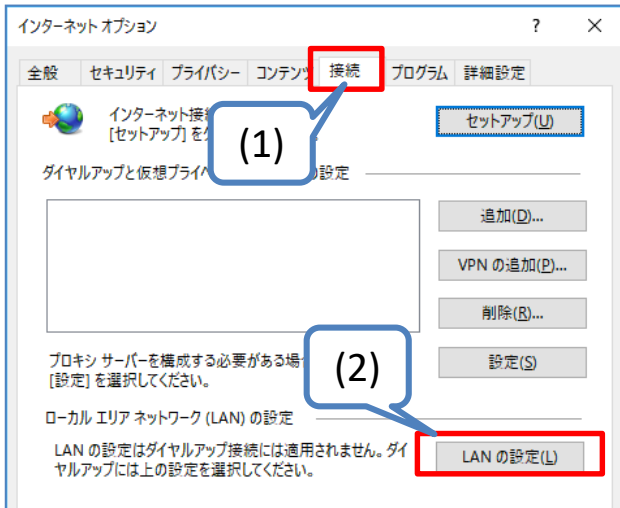 インターネット オプション ? ×
全般 セキュリティ プライバシー コンテンツ 接続 プログラム 詳細設定
インターネット接
[セットアップ] を
セットアップ(U)
(1)
ダイヤルアップと仮想プライベ 設定
追加(D)...
VPN の追加(P)...
削除(R)...
プロキシ サーバーを構成する必要がある場合
[設定] を選択してください。
設定(S)
(2)
ローカル エリア ネットワーク (LAN) の設定
LAN の設定はダイヤルアップ接続には適用されません。ダイ
ヤルアップには上の設定を選択してください。
LAN の設定(L)